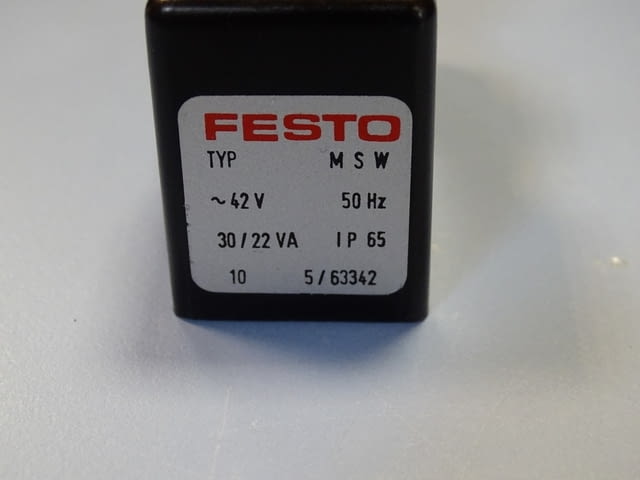 FESTO
TYP M S W
~ 42 V 50 Hz
30 / 22 VA I P 65
10 5 / 63342